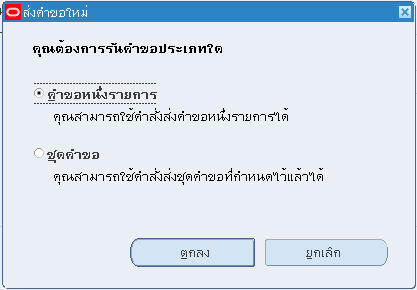 ส่งคำขอใหม่
คุณต้องการรันคำขอประเภทใด
คำขอหนึ่งรายการ
คุณสามารถใช้คำสั่งส่งคำขอหนึ่งรายการได้
ชุดคำขอ
คุณสามารถใช้คำสั่งส่งชุดคำขอที่กำหนดไว้แล้วได้
ตกลง
ยกเลิก